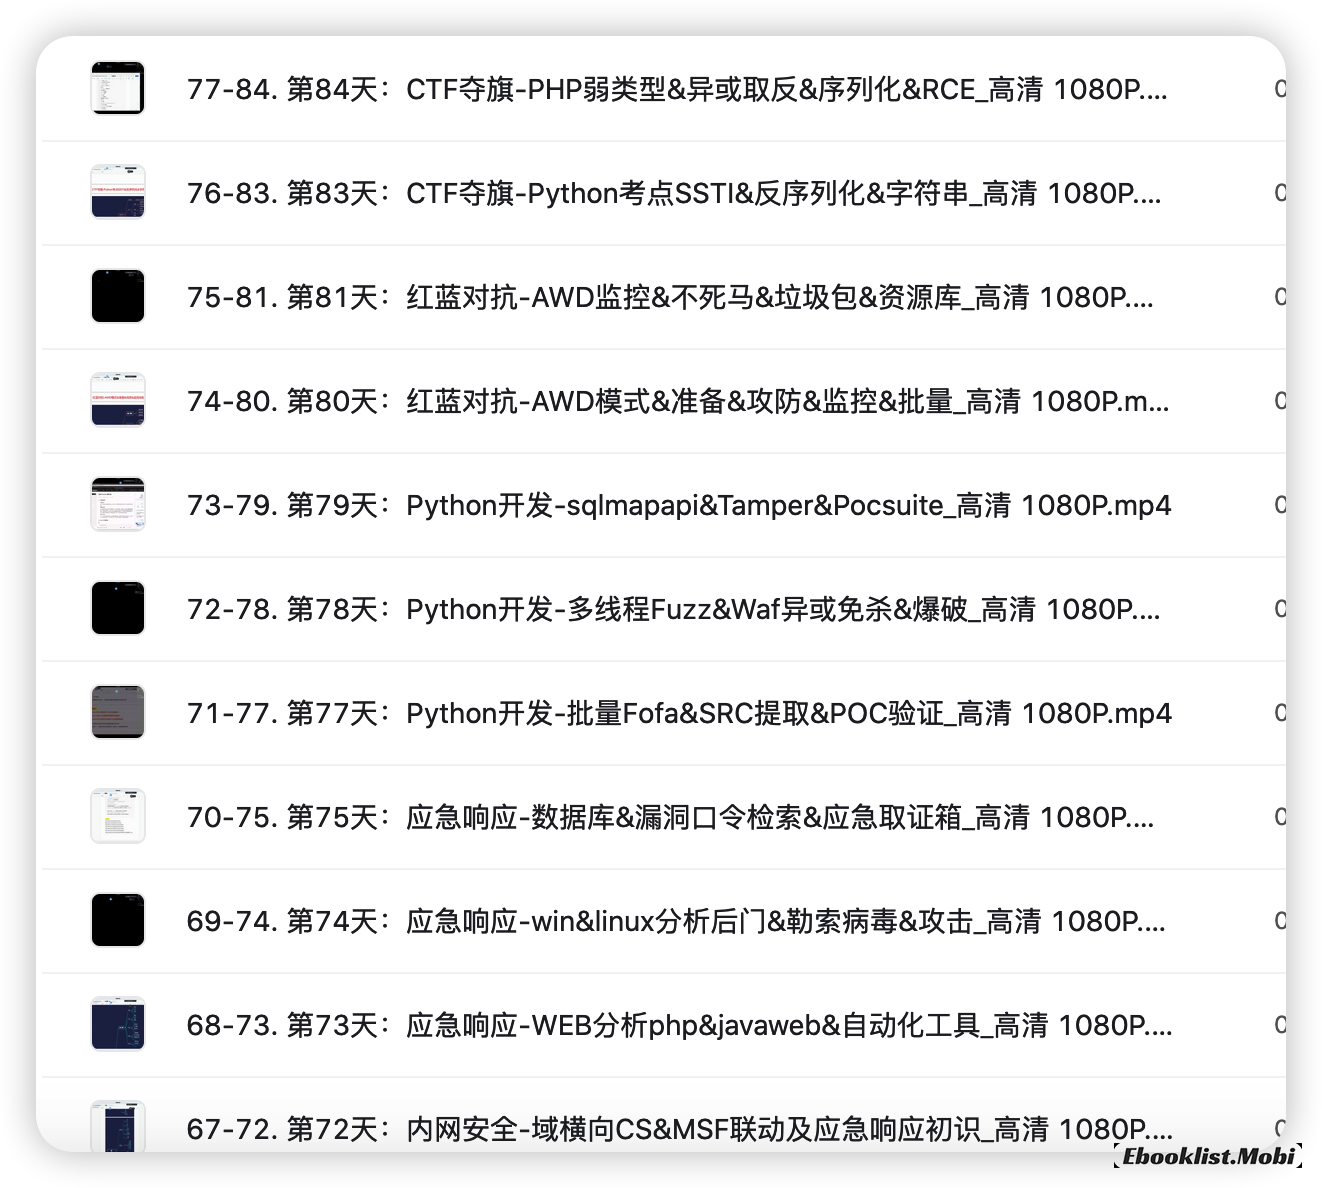 77-84. 第84天：CTF夺旗-PHP弱类型&异或取反&序列化&RCE_高清 1080P....
76-83. 第83天：CTF夺旗-Python考点SSTI&反序列化&字符串_高清 1080P....
75-81. 第81天：红蓝对抗-AWD监控&不死马&垃圾包&资源库_高清 1080P....
74-80. 第80天：红蓝对抗-AWD模式&准备&攻防&监控&批量_高清 1080P.m...
73-79. 第79天：Python开发-sqlmapapi&Tamper&Pocsuite_高清 1080P.mp4
72-78. 第78天：Python开发-多线程Fuzz&Waf异或免杀&爆破_高清 1080P....
71-77. 第77天：Python开发-批量Fofa&SRC提取&POC验证_高清 1080P.mp4
70-75. 第75天：应急响应-数据库&漏洞口令检索&应急取证箱_高清 1080P....
69-74. 第74天：应急响应-win&linux分析后门&勒索病毒&攻击_高清 1080P....
68-73. 第73天：应急响应-WEB分析php&javaweb&自动化工具_高清 1080P....
67-72. 第72天：内网安全-域横向CS&MSF联动及应急响应初识_高清 1080P....
Ebooklist.Mobi